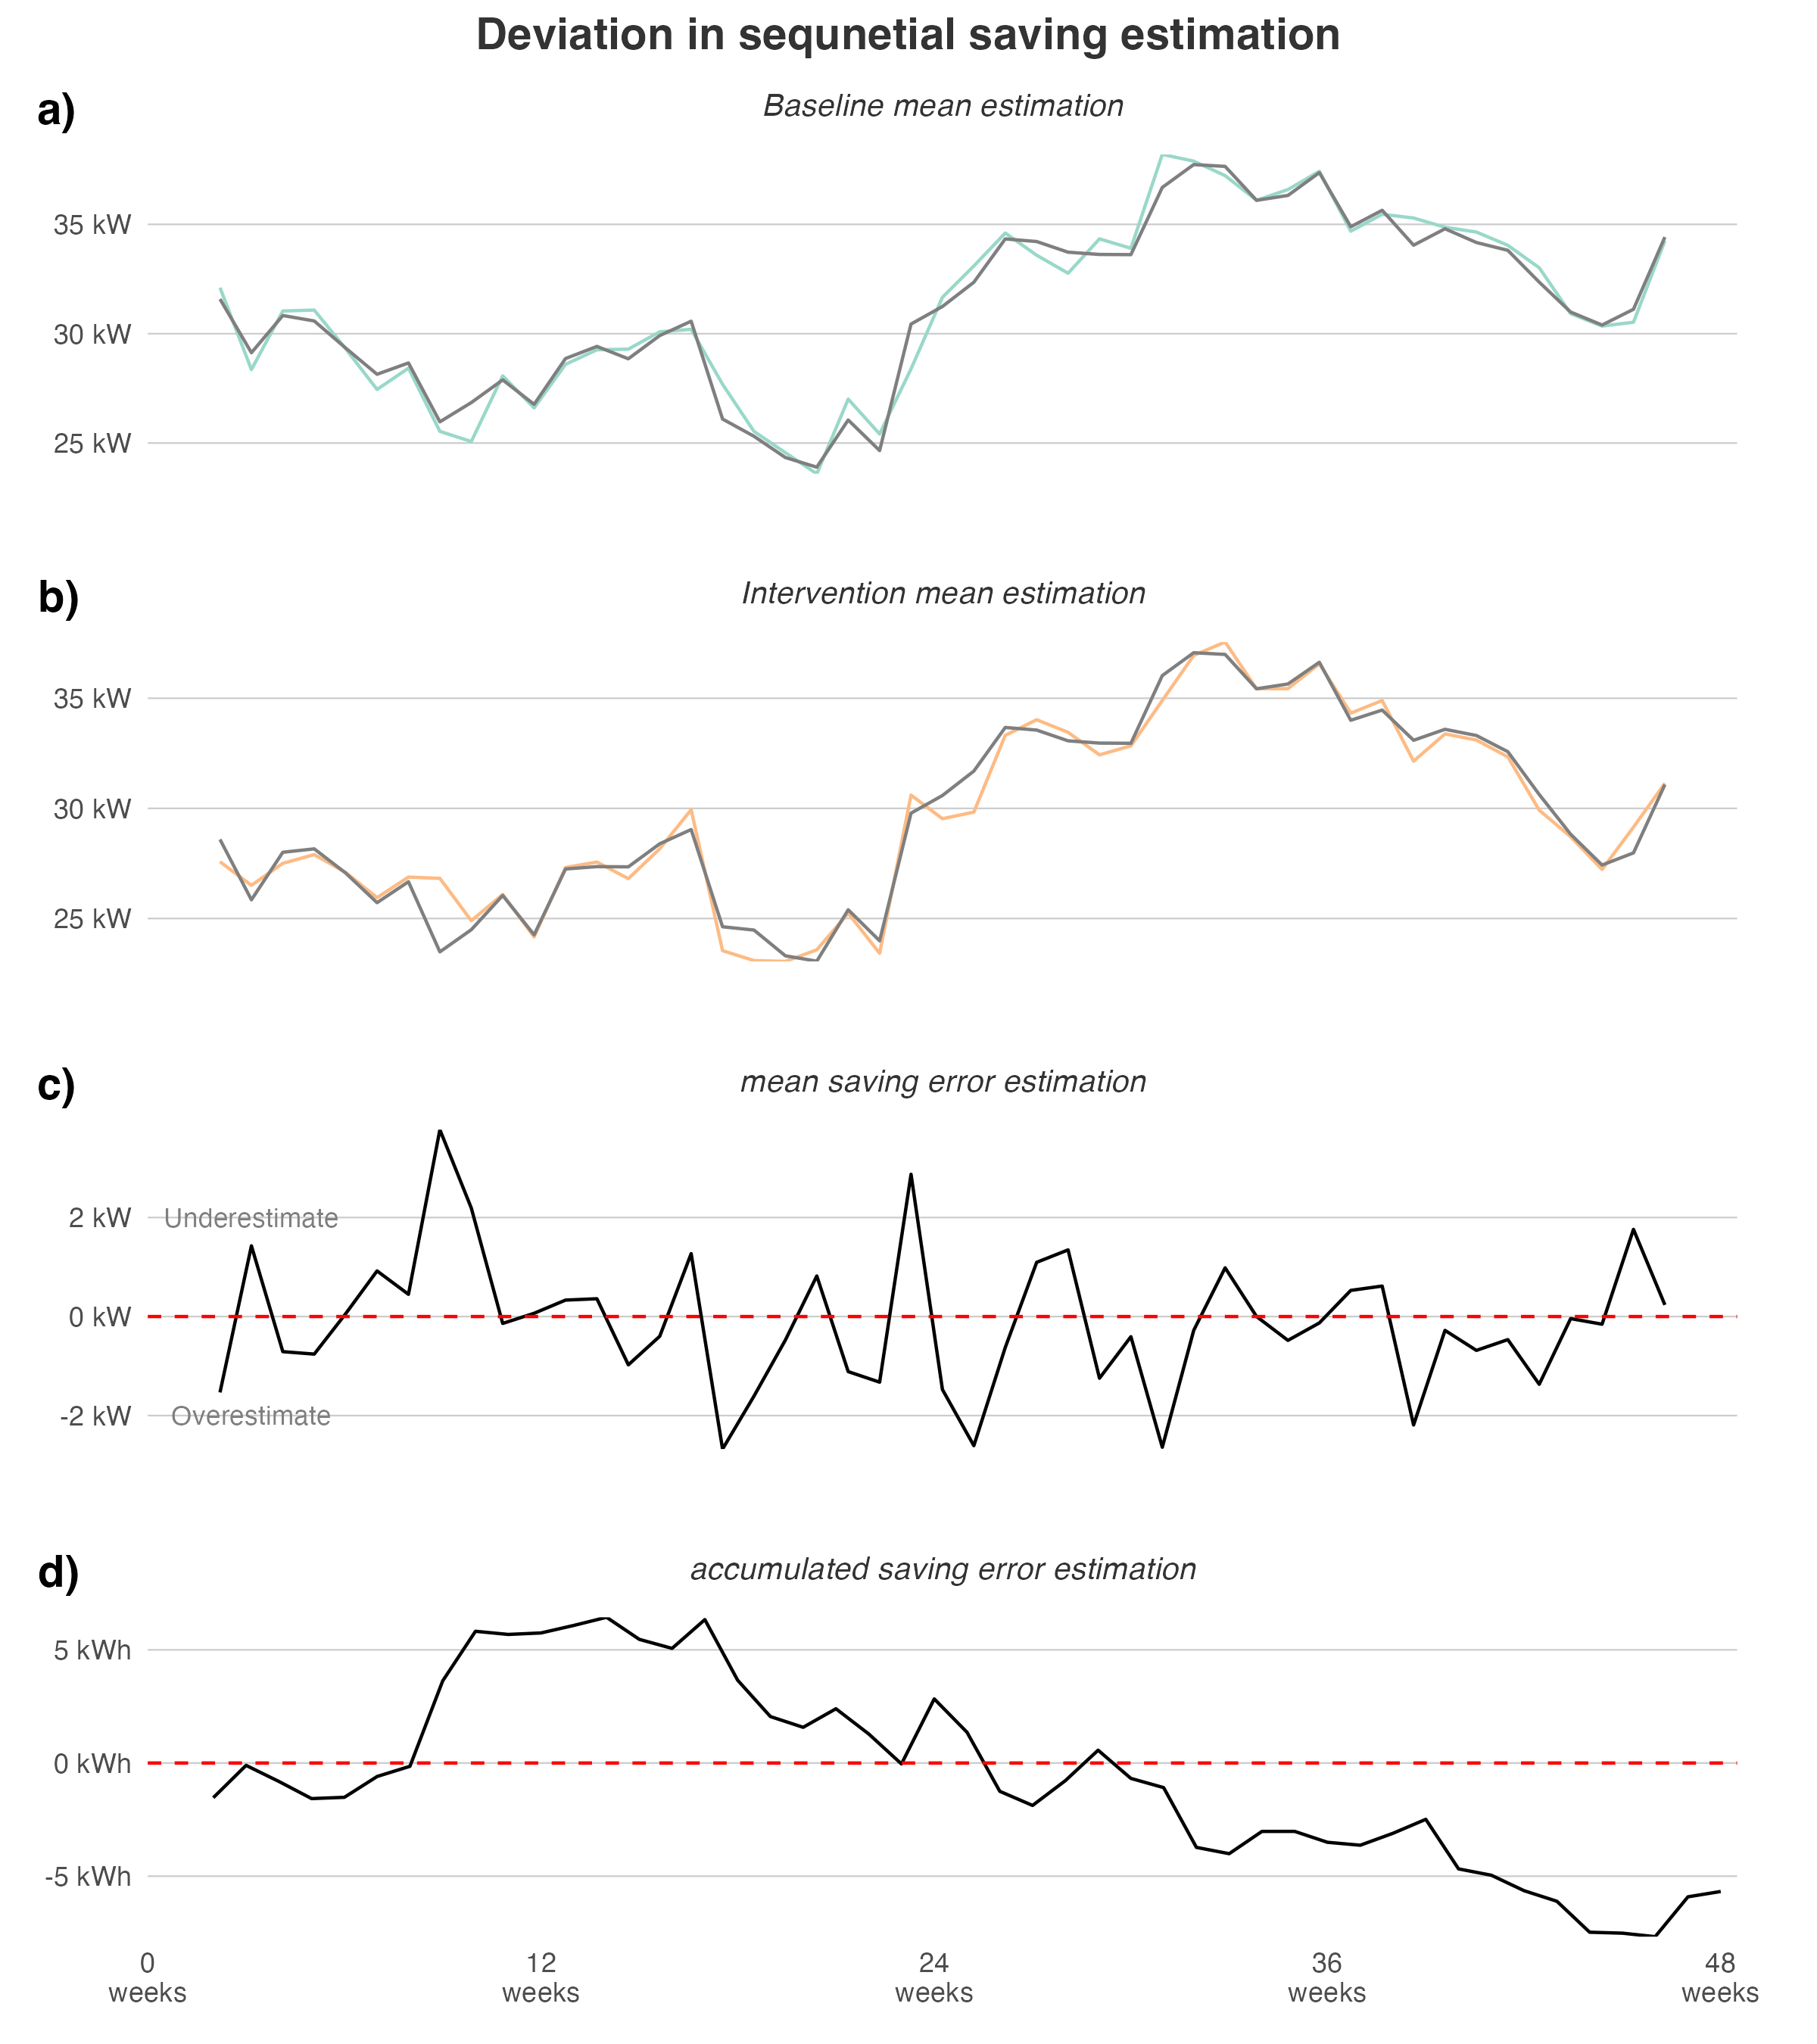 Deviation in sequnetial saving estimation
a)
Baseline mean estimation
35 kW
30 kW
25 kW
b)
Intervention mean estimation
35 kW
30 kW
25 kW
c)
mean saving error estimation
2 kW
Underestimate
0 kW
-2 kW
Overestimate
d)
accumulated saving error estimation
5 kWh
0 kWh
-5 kWh
0 12 24 36 48
weeks weeks weeks weeks weeks